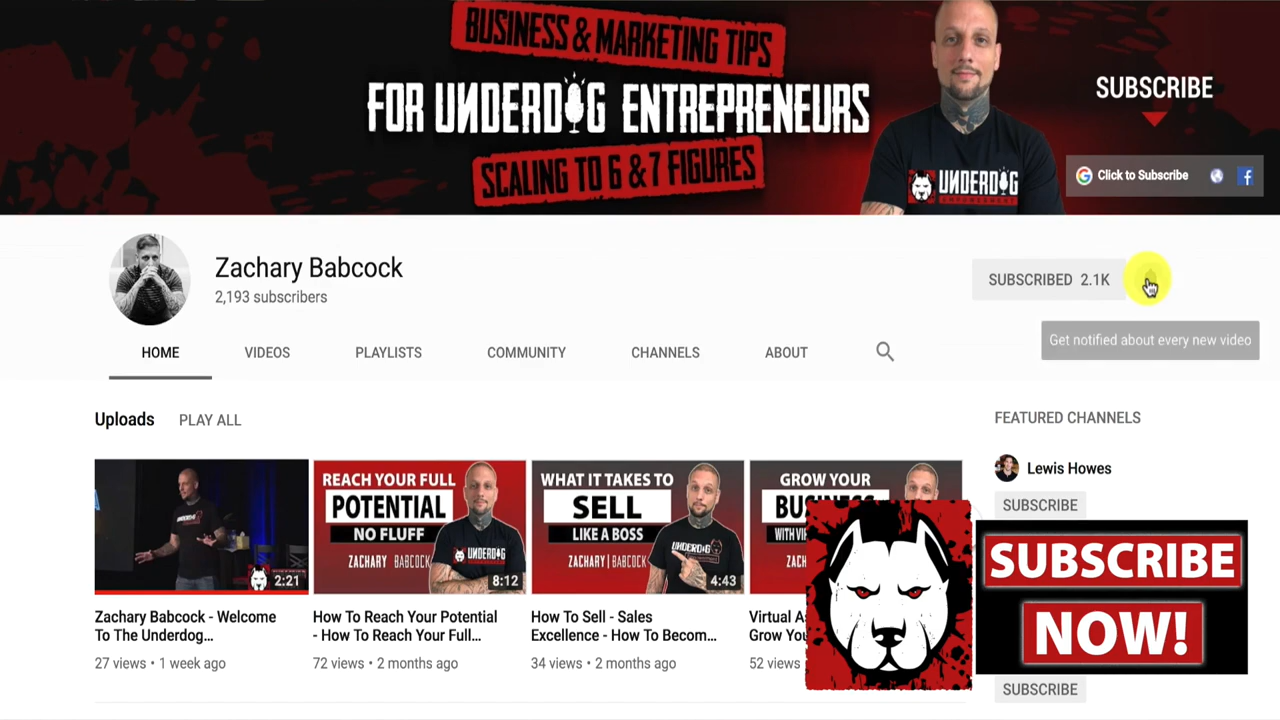 BUSINESS & MARKETING TIPS
FOR UNDERDOG ENTREPRENEURS
SCALING TO 6 & 7 FIGURES
SUBSCRIBE
UNDERDOG
EMPOWERMENT
Click to Subscribe
Zachary Babcock
2,193 subscribers
SUBSCRIBED 2.1K
Get notified about every new video
HOME VIDEOS PLAYLISTS COMMUNITY CHANNELS ABOUT
Uploads PLAY ALL
FEATURED CHANNELS
Lewis Howes
SUBSCRIBE
2:21
REACH YOUR FULL
POTENTIAL
NO FLUFF
ZACHARY BABCOCK
UNDERDOG
8:12
WHAT IT TAKES TO
SELL
LIKE A BOSS
ZACHARY BABCOCK
UNDERDOG
4:43
GROW YOUR
Zachary Babcock - Welcome
To The Underdog...
27 views • 1 week ago
How To Reach Your Potential
- How To Reach Your Full...
72 views • 2 months ago
How To Sell - Sales
Excellence - How To Becom...
34 views • 2 months ago
Virtual
Grow
52 views
SUBSCRIBE
NOW!
SUBSCRIBE